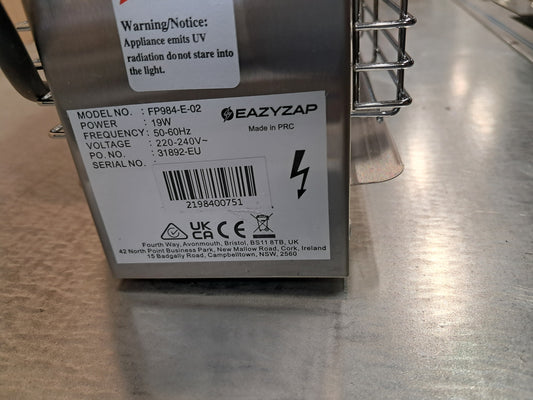 Warning/Notice:
Appliance emits UV
radiation do not stare into
the light.
MODEL NO. : FP984-E-02
POWER : 19W
FREQUENCY : 50-60Hz
VOLTAGE : 220-240V~
PO.NO. : 31892-EU
SERIAL NO. :
EAZYZAP
Made in PRC
2198400751
UK
CA
CE
Fourth Way, Avonmouth, Bristol, BS11 8TB, UK
42 North Point Business Park, New Mallow Road, Cork, Ireland
15 Badgally Road, Campbelltown, NSW, 2560